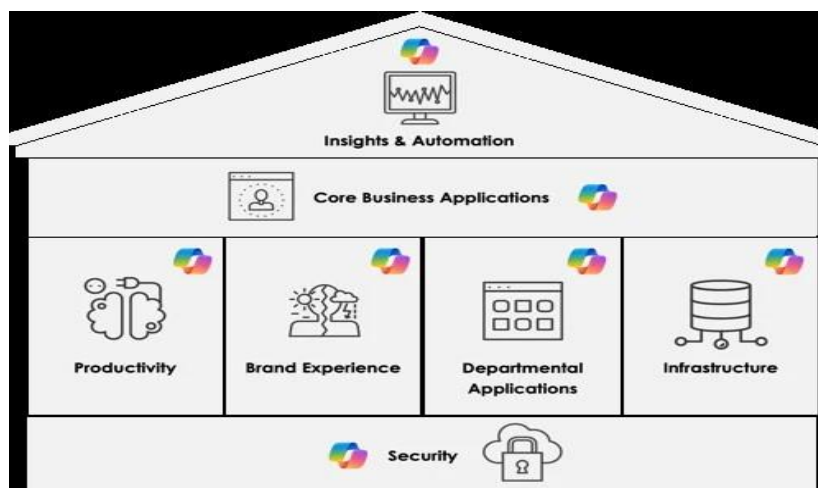 Insights & Automation
Core Business Applications
Productivity
Brand Experience
Departmental
Applications
Infrastructure
Security